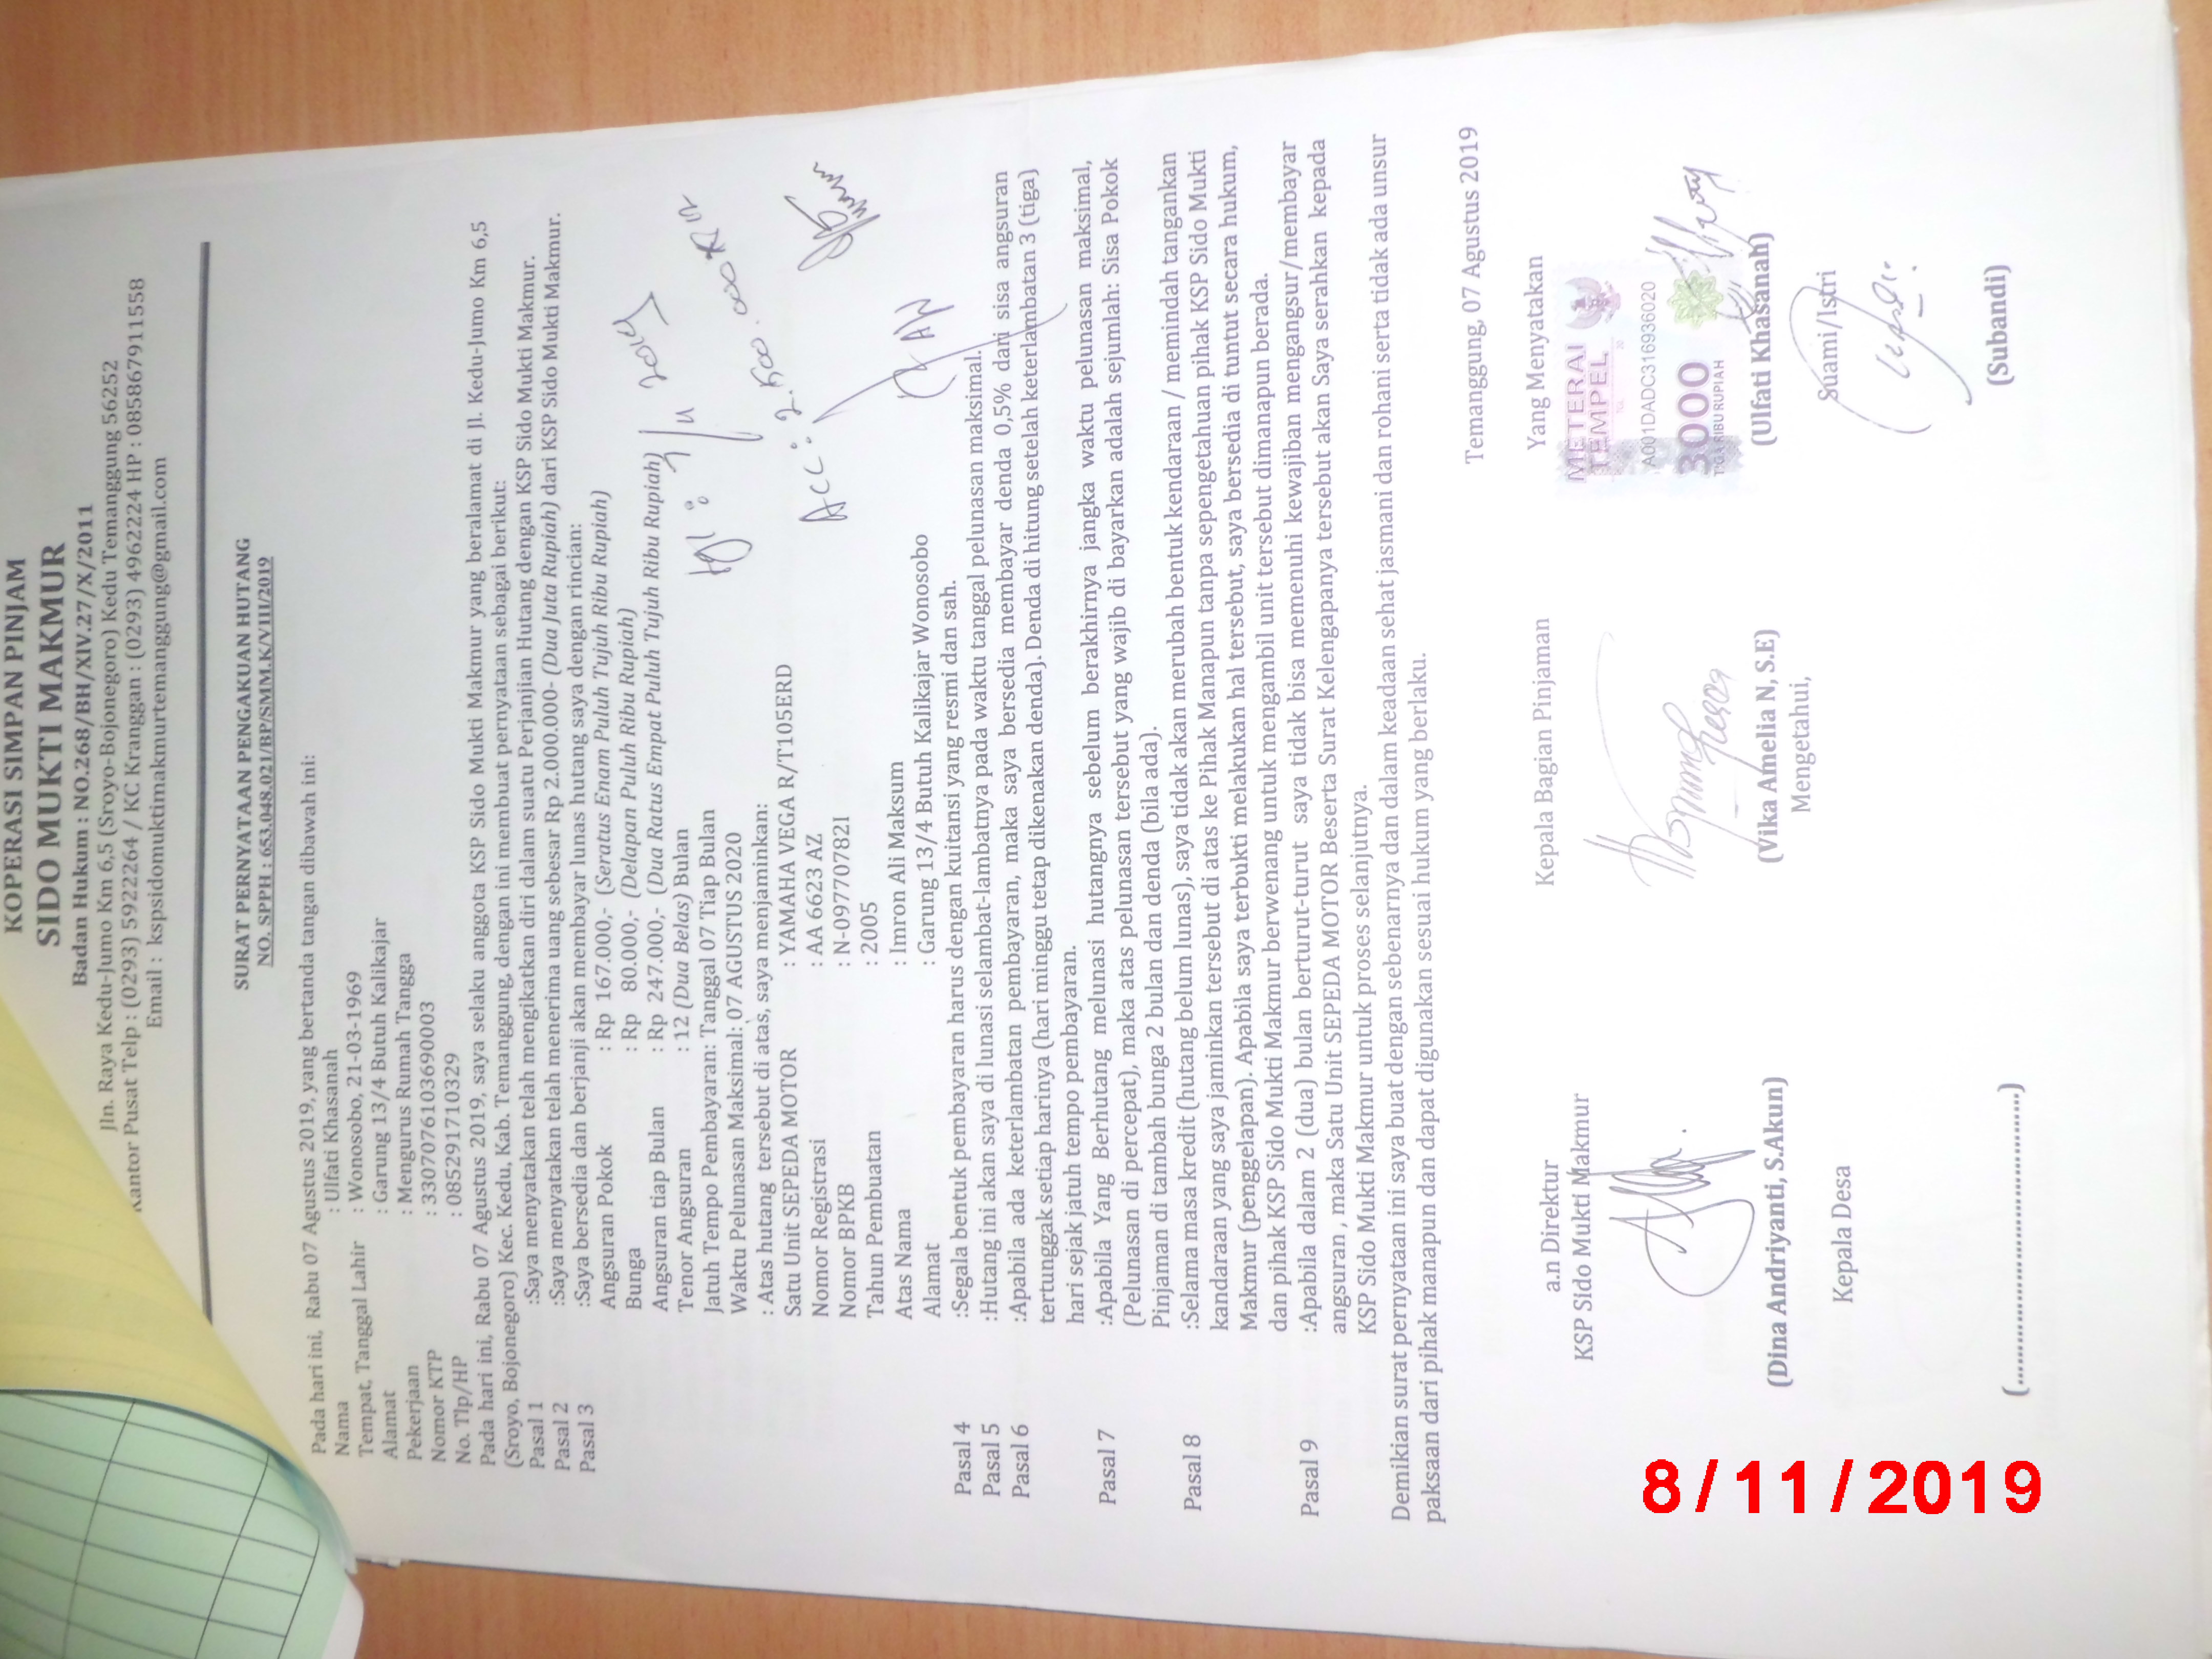 KOPERASI SIMPAN PINJAM
SIDO MUKTI MAKMUR
Badan Hukum : NO.268/BH/XIV.27/X/2011
Jln. Raya Kedu-Jumo Km 6,5 (Sroyo-Bojonegoro) Kedu Temanggung 56252
Kantor Pusat Telp : (0293) 5922264 / KC Kranggan : (0293) 4962224 HP : 085867911558
Email : kspsidomuktimakmurtemanggung@gmail.com
SURAT PERNYATAAN PENGAKUAN HUTANG
NO. SPPH : 653.048.021/BP/SMM.K/VIII/2019
Pada hari ini, Rabu 07 Agustus 2019, yang bertanda tangan dibawah ini:
Nama : Ulfati Khasanah
Tempat, Tanggal Lahir : Wonosobo, 21-03-1969
Alamat : Garung 13/4 Butuh Kalikajar
Pekerjaan : Mengurus Rumah Tangga
Nomor KTP : 3307076103690003
No. Tlp/HP : 085291710329
Pada hari ini, Rabu 07 Agustus 2019, saya selaku anggota KSP Sido Mukti Makmur yang beralamat di Jl. Kedu-Jumo Km 6,5
(Sroyo, Bojonegoro) Kec. Kedu, Kab. Temanggung, dengan ini membuat pernyataan sebagai berikut:
Pasal 1 :Saya menyatakan telah mengikatkan diri dalam suatu Perjanjian Hutang dengan KSP Sido Mukti Makmur.
Pasal 2 :Saya menyatakan telah menerima uang sebesar Rp 2.000.000- (Dua Juta Rupiah) dari KSP Sido Mukti Makmur.
Pasal 3 :Saya bersedia dan berjanji akan membayar lunas hutang saya dengan rincian:
Angsuran Pokok : Rp 167.000,- (Seratus Enam Puluh Tujuh Ribu Rupiah)
Bunga : Rp 80.000,- (Delapan Puluh Ribu Rupiah)
Angsuran tiap Bulan : Rp 247.000,- (Dua Ratus Empat Puluh Tujuh Ribu Rupiah)
Tenor Angsuran : 12 (Dua Belas) Bulan
Jatuh Tempo Pembayaran: Tanggal 07 Tiap Bulan
Waktu Pelunasan Maksimal: 07 AGUSTUS 2020
: Atas hutang tersebut di atas, saya menjaminkan:
Satu Unit SEPEDA MOTOR : YAMAHA VEGA R/T105ERD
Nomor Registrasi : AA 6623 AZ
Nomor BPKB : N-09770782I
Tahun Pembuatan : 2005
Atas Nama : Imron Ali Maksum
Alamat : Garung 13/4 Butuh Kalikajar Wonosobo
2019
Acc : 2.500.000
Pasal 4 :Segala bentuk pembayaran harus dengan kuitansi yang resmi dan sah.
Pasal 5 :Hutang ini akan saya di lunasi selambat-lambatnya pada waktu tanggal pelunasan maksimal.
Pasal 6 :Apabila ada keterlambatan pembayaran, maka saya bersedia membayar denda 0,5% dari sisa angsuran
tertunggak setiap harinya (hari minggu tetap dikenakan denda). Denda di hitung setelah keterlambatan 3 (tiga)
hari sejak jatuh tempo pembayaran.
Pasal 7 :Apabila Yang Berhutang melunasi hutangnya sebelum berakhirnya jangka waktu pelunasan maksimal,
(Pelunasan di percepat), maka atas pelunasan tersebut yang wajib di bayarkan adalah sejumlah: Sisa Pokok
Pinjaman di tambah bunga 2 bulan dan denda (bila ada).
Pasal 8 :Selama masa kredit (hutang belum lunas), saya tidak akan merubah bentuk kendaraan / memindah tangankan
kandaraan yang saya jaminkan tersebut di atas ke Pihak Manapun tanpa sepengetahuan pihak KSP Sido Mukti
Makmur (penggelapan). Apabila saya terbukti melakukan hal tersebut, saya bersedia di tuntut secara hukum,
dan pihak KSP Sido Mukti Makmur berwenang untuk mengambil unit tersebut dimanapun berada.
Pasal 9 :Apabila dalam 2 (dua) bulan berturut-turut saya tidak bisa memenuhi kewajiban mengangsur/membayar
angsuran , maka Satu Unit SEPEDA MOTOR Beserta Surat Kelengapanya tersebut akan Saya serahkan kepada
KSP Sido Mukti Makmur untuk proses selanjutnya.
Demikian surat pernyataan ini saya buat dengan sebenarnya dan dalam keadaan sehat jasmani dan rohani serta tidak ada unsur
paksaan dari pihak manapun dan dapat digunakan sesuai hukum yang berlaku.
Temanggung, 07 Agustus 2019
a.n Direktur
KSP Sido Mukti Makmur
Kepala Bagian Pinjaman
Yang Menyatakan
METERAI
TEMPEL
A001DADC316936020
3000
TIGA RIBU RUPIAH
(Dina Andriyanti, S.Akun)
(Vika Amelia N, S.E)
(Ulfati Khasanah)
Mengetahui,
Kepala Desa
Suami/Istri
(................................................)
(Subandi)
8/11/2019